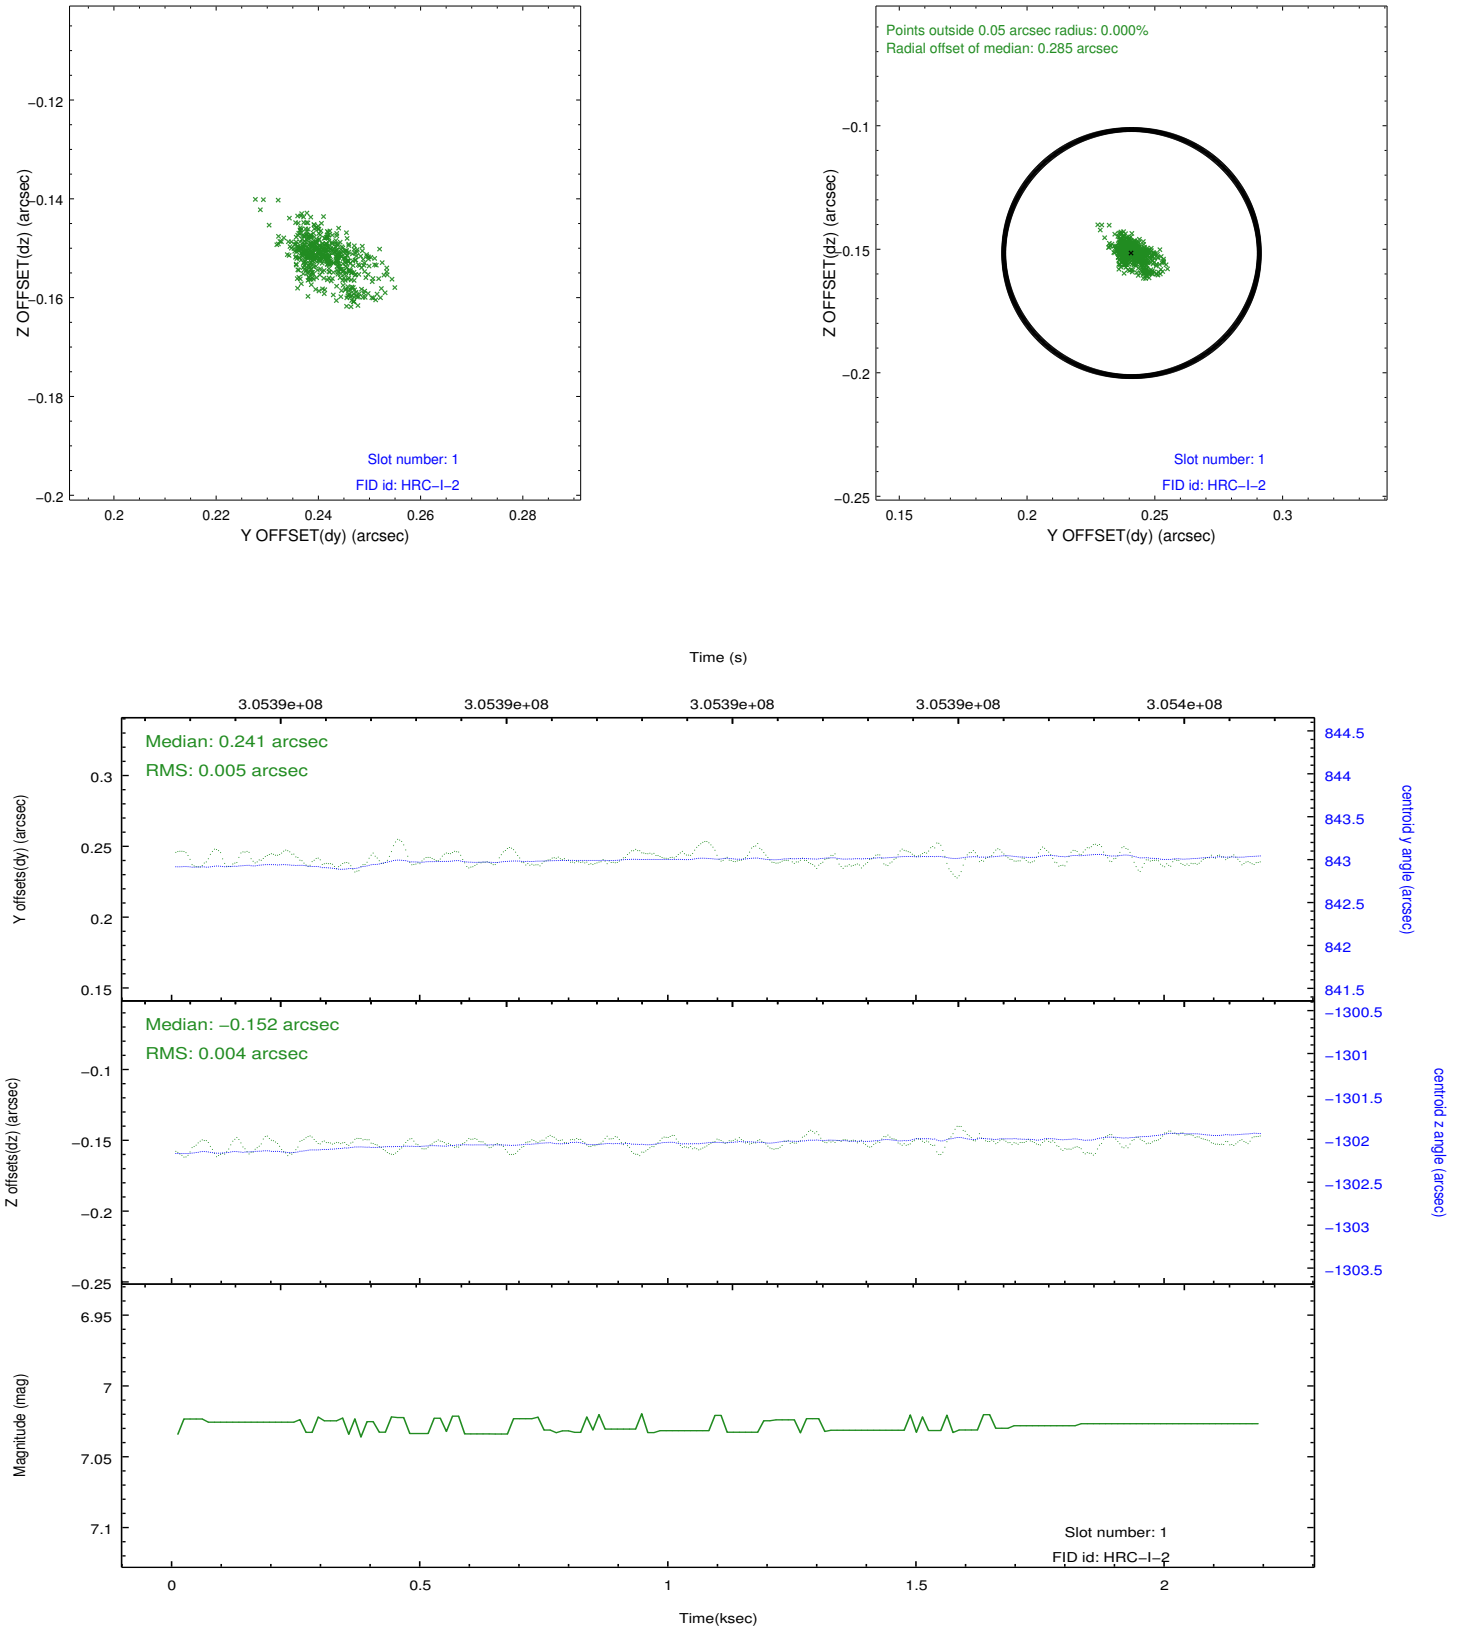 −0.12
−0.14
−0.16
−0.18
−0.2
Z OFFSET(dz) (arcsec)
Slot number: 1
FID id: HRC−I−2
0.2
0.22
0.24
0.26
0.28
Y OFFSET(dy) (arcsec)
Points outside 0.05 arcsec radius: 0.000%
Radial offset of median: 0.285 arcsec
−0.1
−0.15
−0.2
−0.25
Z OFFSET(dz) (arcsec)
Slot number: 1
FID id: HRC−I−2
0.15
0.2
0.25
0.3
Y OFFSET(dy) (arcsec)
Time (s)
3.0539e+08
3.0539e+08
3.0539e+08
3.0539e+08
3.054e+08
Median: 0.241 arcsec
RMS: 0.005 arcsec
0.3
0.25
0.2
0.15
Y offsets(dy) (arcsec)
844.5
844
843.5
843
842.5
842
841.5
centroid y angle (arcsec)
Median: −0.152 arcsec
RMS: 0.004 arcsec
−0.1
−0.15
−0.2
−0.25
Z offsets(dz) (arcsec)
−1300.5
−1301
−1301.5
−1302
−1302.5
−1303
−1303.5
centroid z angle (arcsec)
6.95
7
7.05
7.1
Magnitude (mag)
Slot number: 1
FID id: HRC−I−2
0
0.5
1
1.5
2
Time(ksec)